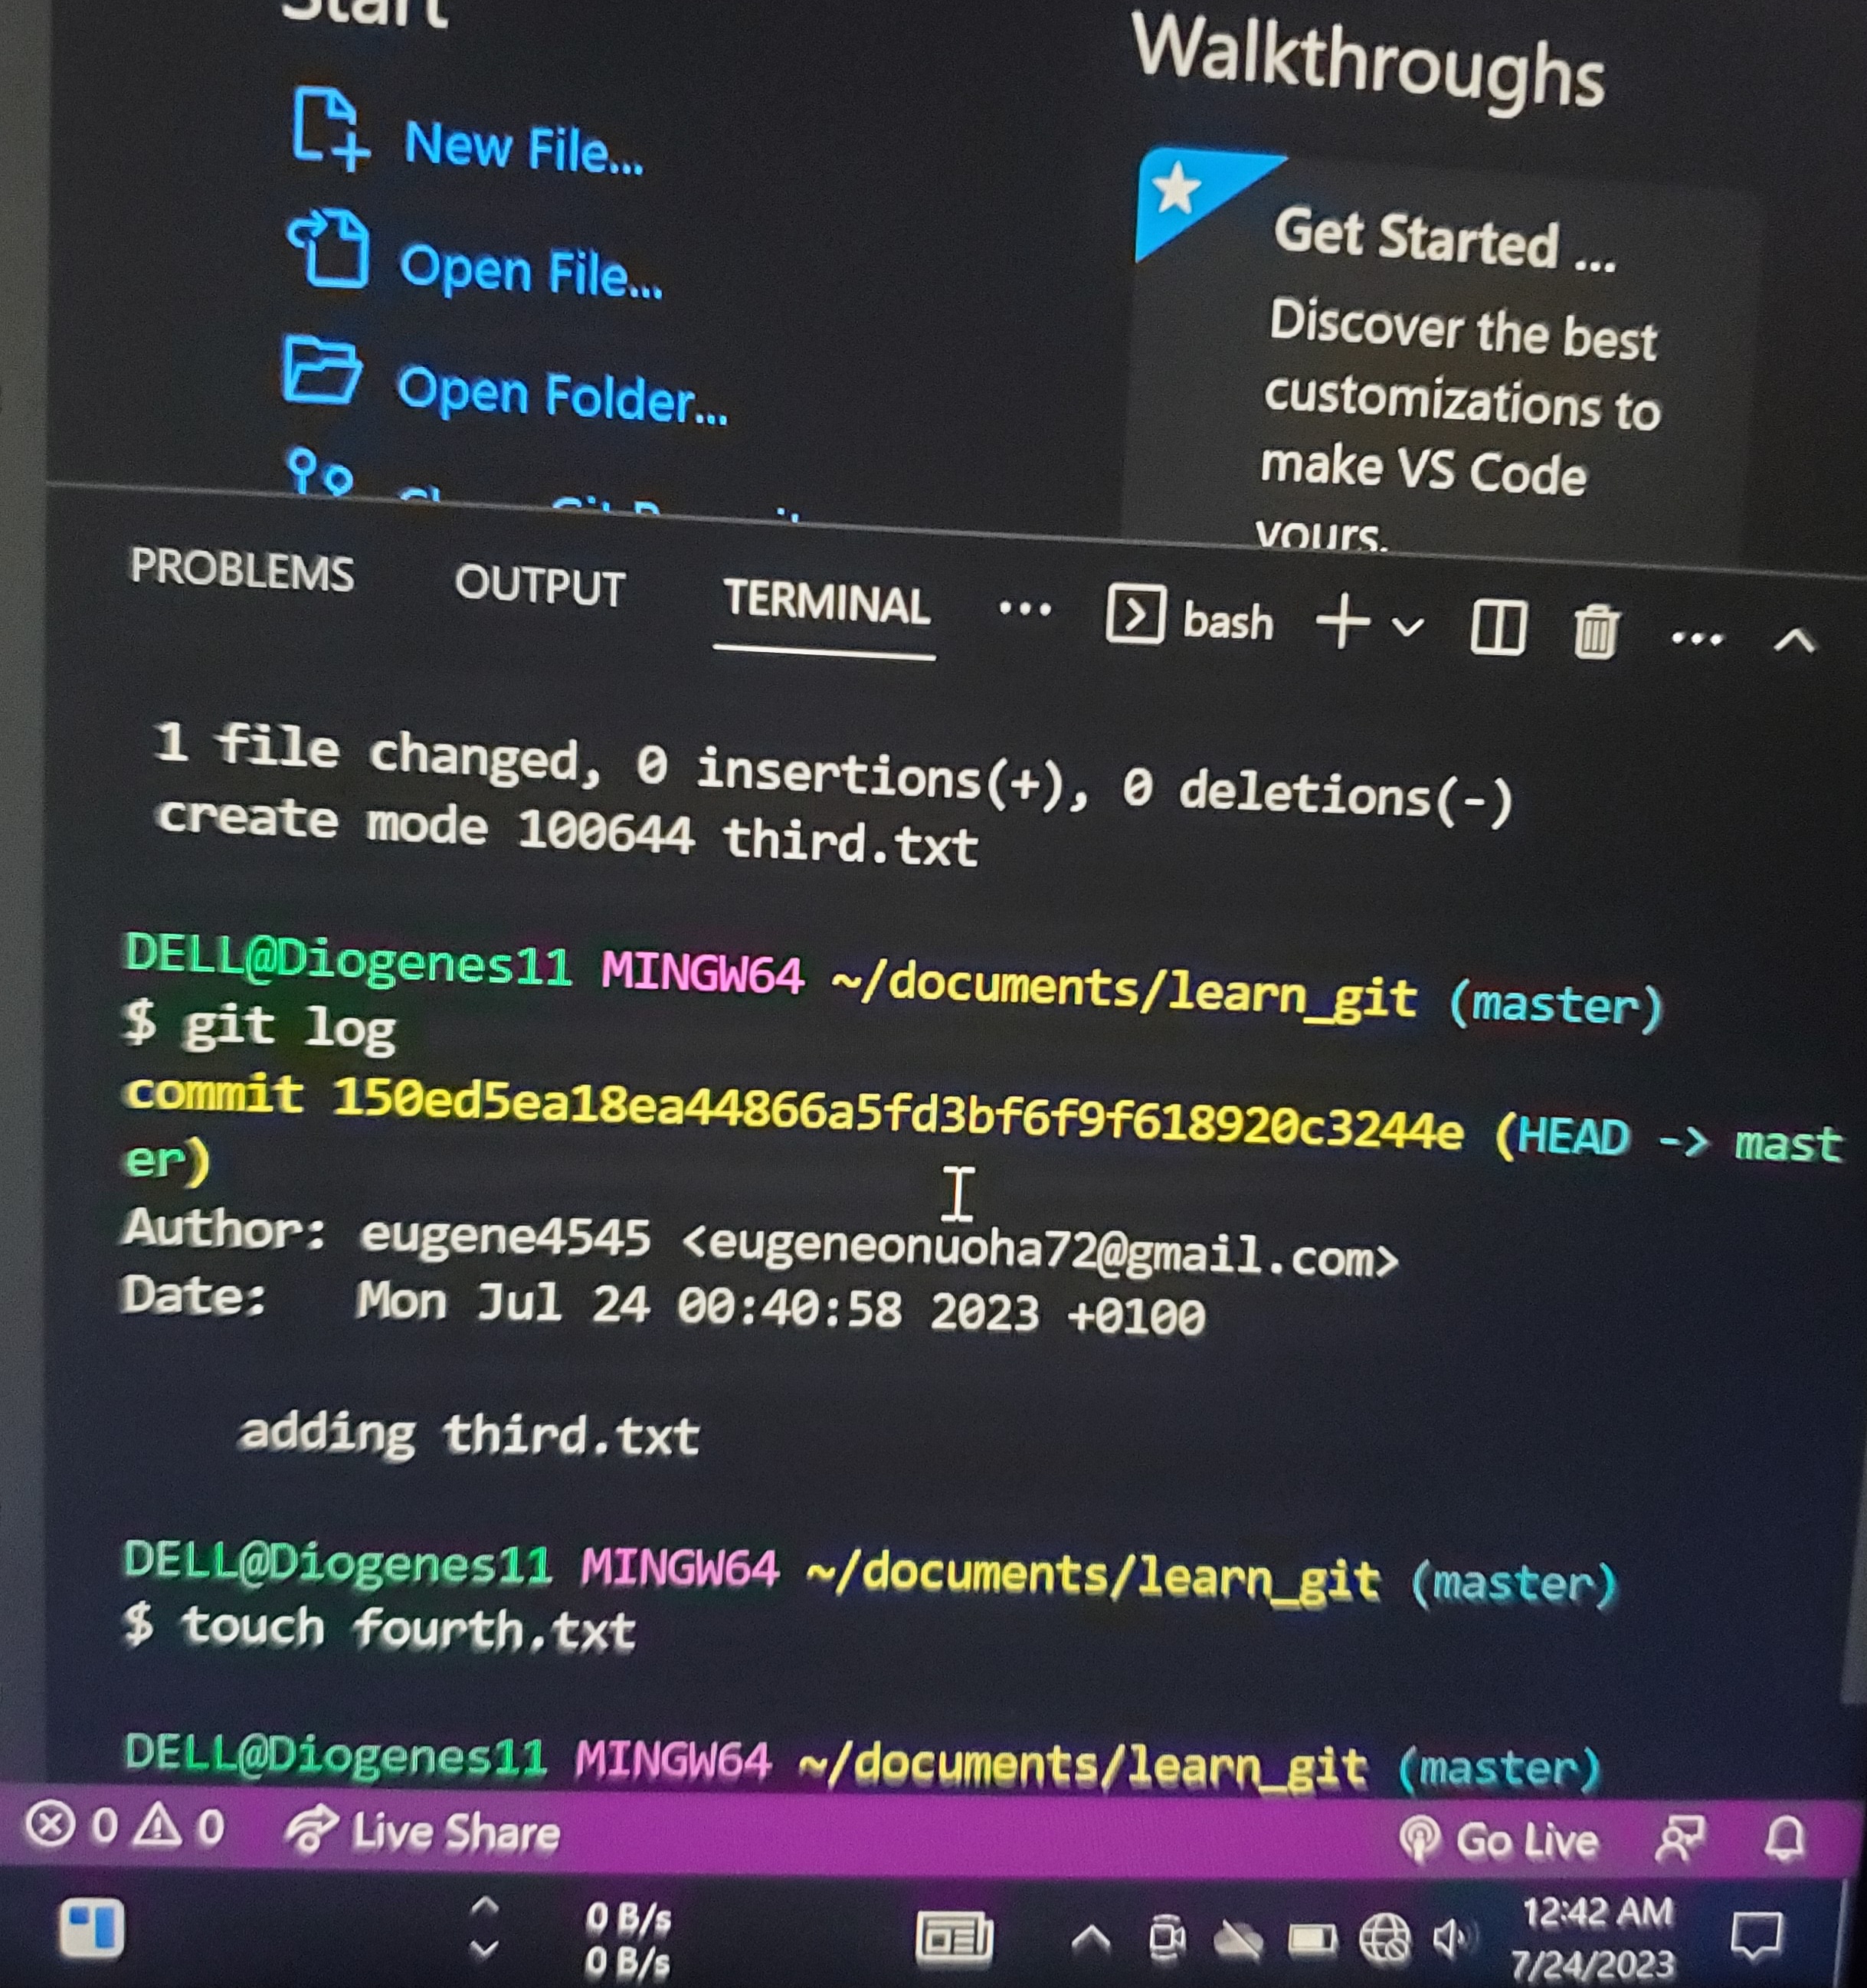 Start
New File...
Open File...
Open Folder...
Walkthroughs
Get Started ...
Discover the best
customizations to
make VS Code
yours.
PROBLEMS OUTPUT TERMINAL ... bash
1 file changed, 0 insertions(+), 0 deletions(-)
create mode 100644 third.txt
DELL@Diogenes11 MINGW64 ~/documents/learn_git (master)
$ git log
commit 150ed5ea18ea44866a5fd3bf6f9f618920c3244e (HEAD -> mast
er)
Author: eugene4545 <eugeneonuoha72@gmail.com>
Date:   Mon Jul 24 00:40:58 2023 +0100
adding third.txt
DELL@Diogenes11 MINGW64 ~/documents/learn_git (master)
$ touch fourth.txt
DELL@Diogenes11 MINGW64 ~/documents/learn_git (master)
0 0 Live Share Go Live
0 B/s
0 B/s
12:42 AM
7/24/2023